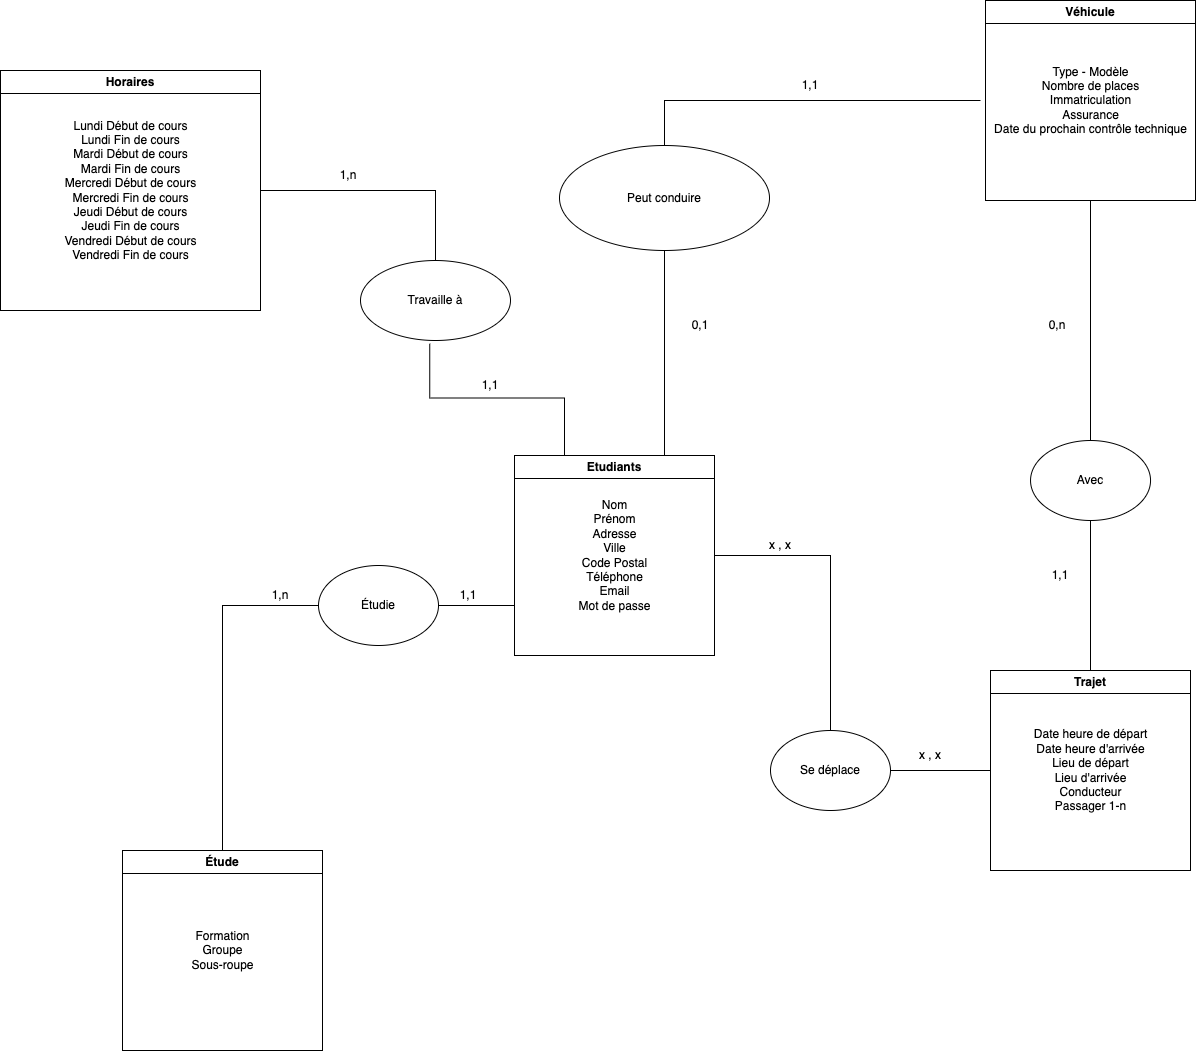 Véhicule
Type - Modèle
Nombre de places
Immatriculation
Assurance
Date du prochain contrôle technique
Horaires
Lundi Début de cours
Lundi Fin de cours
Mardi Début de cours
Mardi Fin de cours
Mercredi Début de cours
Mercredi Fin de cours
Jeudi Début de cours
Jeudi Fin de cours
Vendredi Début de cours
Vendredi Fin de cours
1,1
1,n
Peut conduire
Travaille à
0,1
0,n
1,1
Etudiants
Nom
Prénom
Adresse
Ville
Code Postal
Téléphone
Email
Mot de passe
Avec
x , x
1,1
1,n
Étudie
1,1
Trajet
Date heure de départ
Date heure d'arrivée
Lieu de départ
Lieu d'arrivée
Conducteur
Passager 1-n
Se déplace
x , x
Étude
Formation
Groupe
Sous-roupe